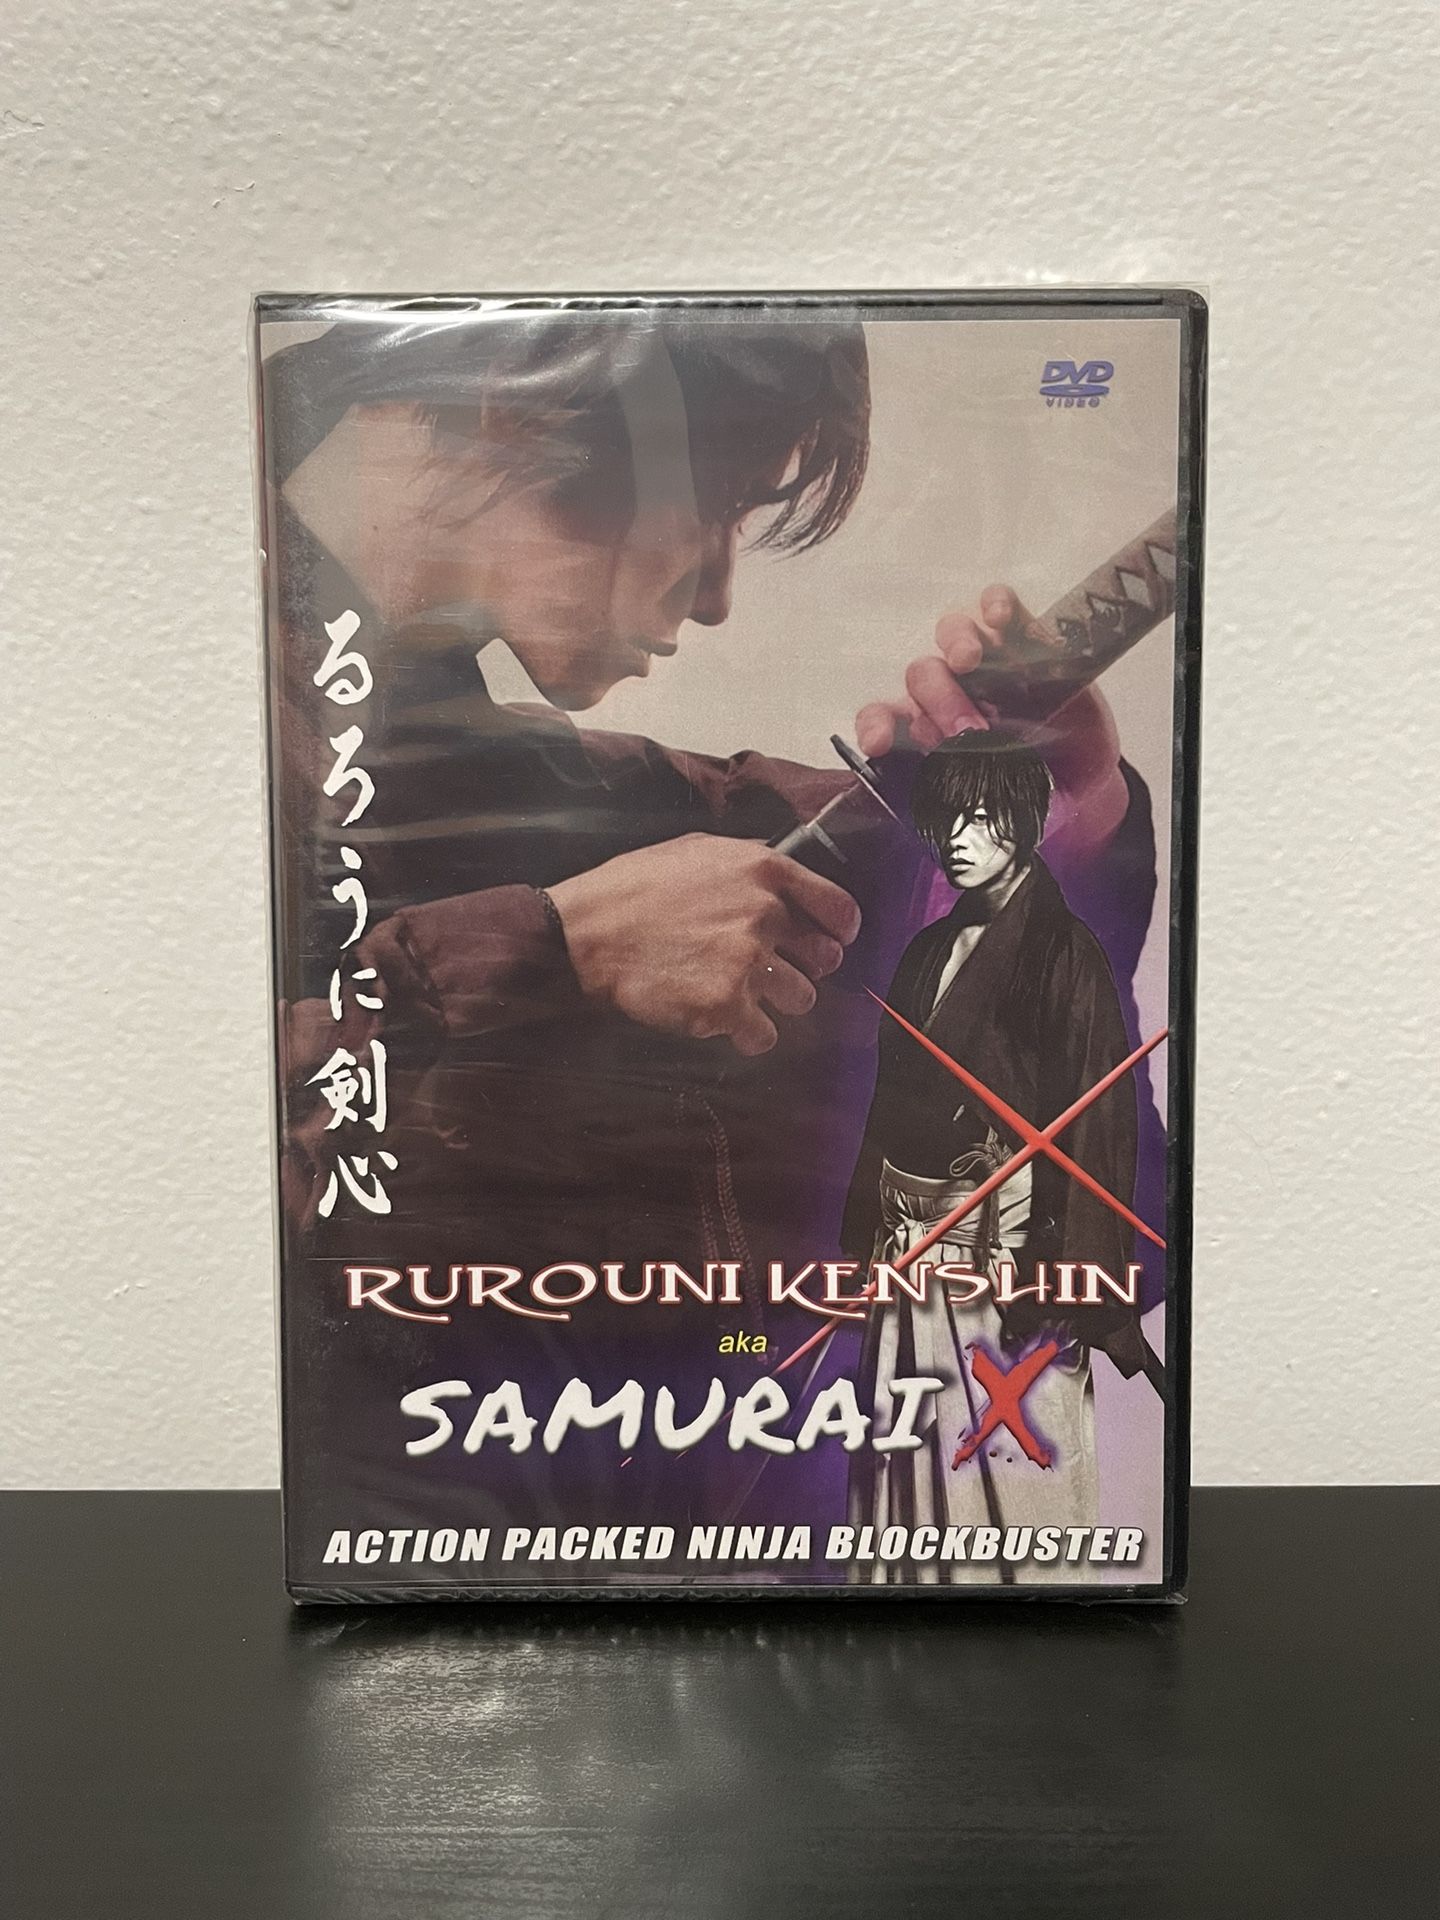 DVD
VIDEO
るろうに剣心
RUROUNI KENSHIN
aka
SAMURAI X
ACTION PACKED NINJA BLOCKBUSTER